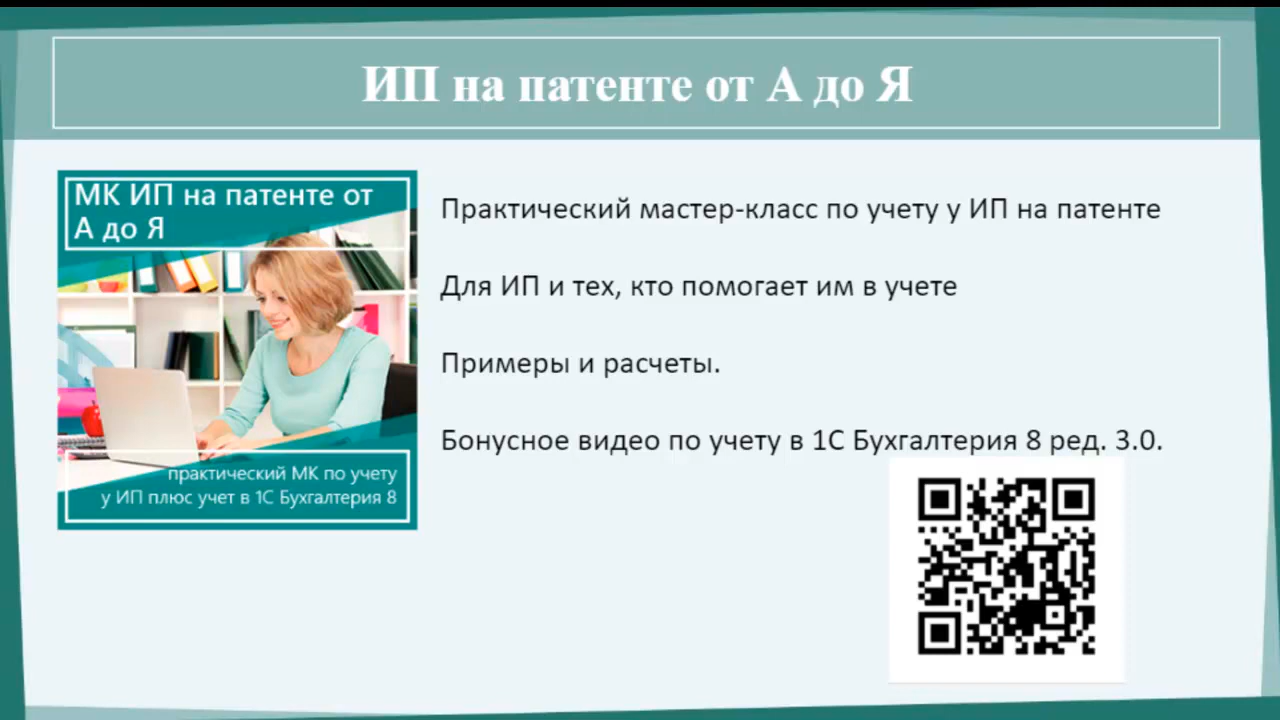 ИП на патенте от А до Я
МК ИП на патенте от
А до Я
практический МК по учету
у ИП плюс учет в 1С Бухгалтерия 8
Практический мастер-класс по учету у ИП на патенте
Для ИП и тех, кто помогает им в учете
Примеры и расчеты.
Бонусное видео по учету в 1С Бухгалтерия 8 ред. 3.0.